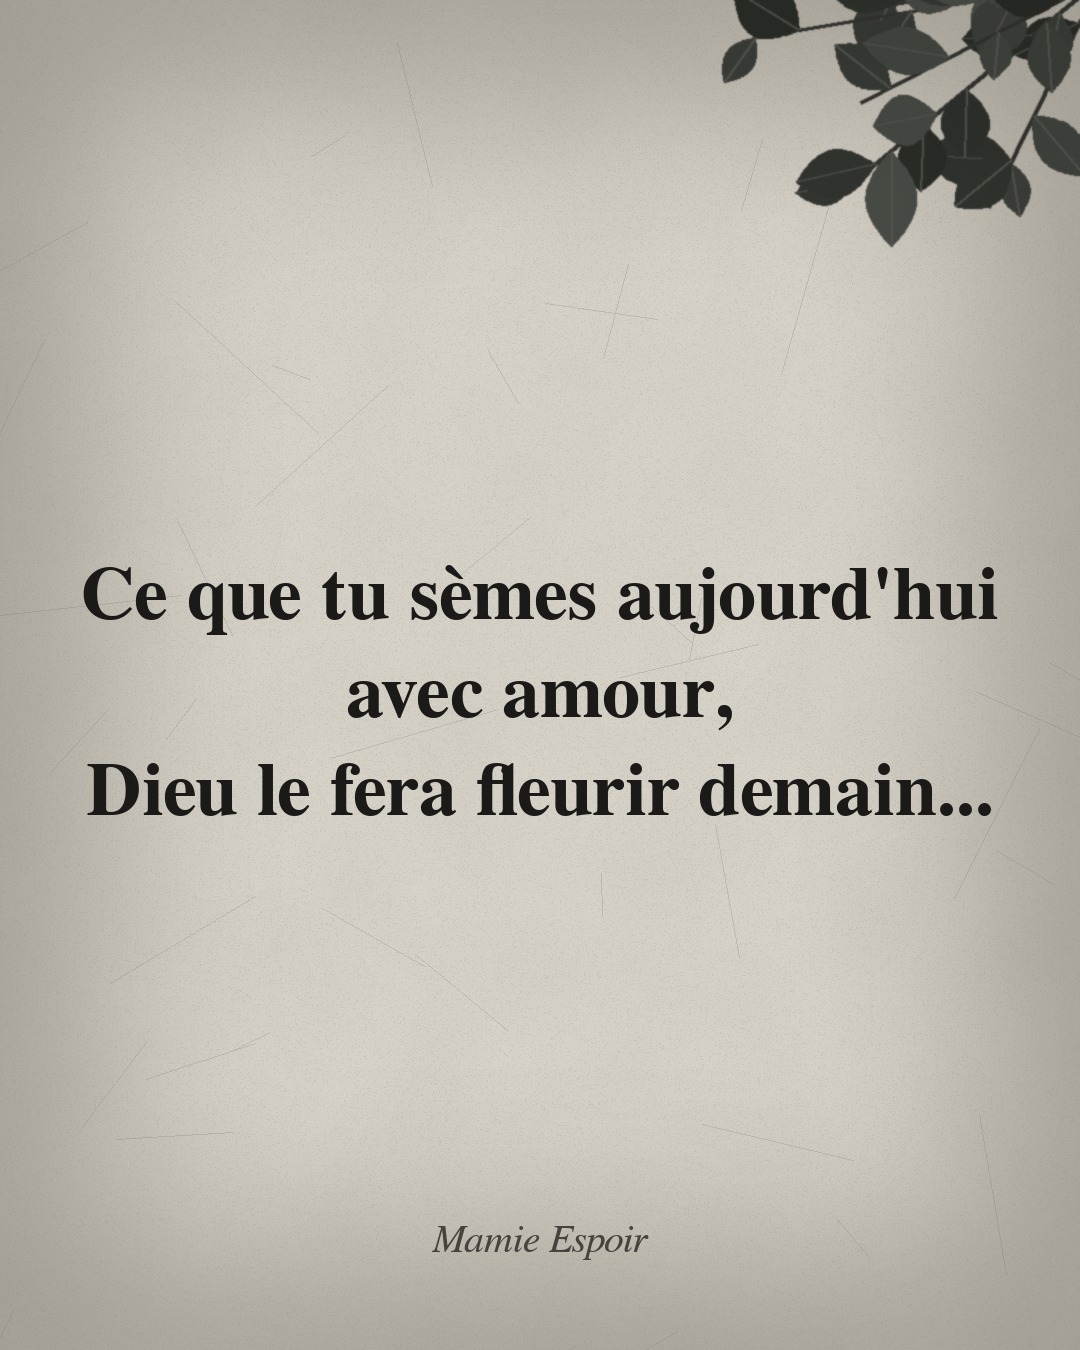 Ce que tu sèmes aujourd'hui
avec amour,
Dieu le fera fleurir demain...
Mamie Espoir